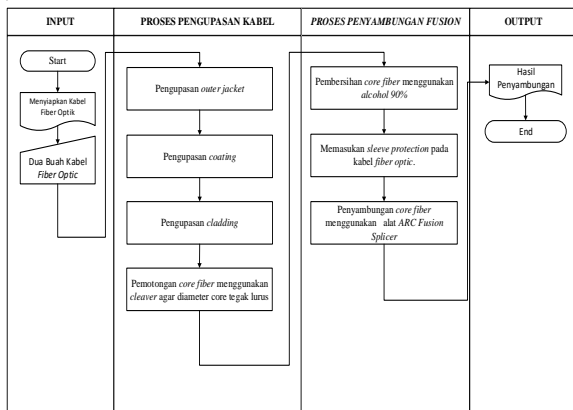 INPUT
PROSES PENGUPASAN KABEL
PROSES PENYAMBUNGAN FUSION
OUTPUT
Start
Menyiapkan Kabel
Fiber Optik
Dua Buah Kabel
Fiber Optic
Pengupasan outer jacket
Pengupasan coating
Pengupasan cladding
Pemotongan core fiber menggunakan
cleaver agar diameter core tegak lurus
Pembersihan core fiber menggunakan
alcohol 90%
Memasukan sleeve protection pada
kabel fiber optic.
Penyambungan core fiber
menggunakan alat ARC Fusion
Splicer
Hasil
Penyambungan
End